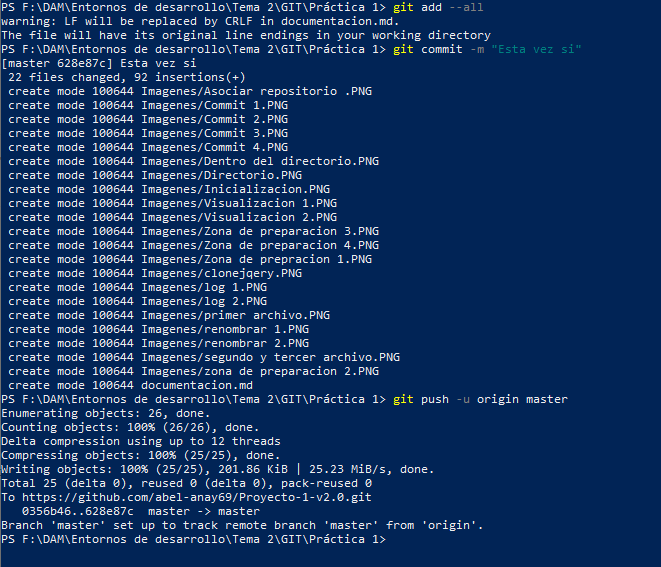 PS F:\DAM\Entornos de desarrollo\Tema 2\GIT\Práctica 1> git add --all
warning: LF will be replaced by CRLF in documentacion.md.
The file will have its original line endings in your working directory
PS F:\DAM\Entornos de desarrollo\Tema 2\GIT\Práctica 1> git commit -m "Esta vez si"
[master 628e87c] Esta vez si
 22 files changed, 92 insertions(+)
 create mode 100644 Imagenes/Asociar repositorio .PNG
 create mode 100644 Imagenes/Commit 1.PNG
 create mode 100644 Imagenes/Commit 2.PNG
 create mode 100644 Imagenes/Commit 3.PNG
 create mode 100644 Imagenes/Commit 4.PNG
 create mode 100644 Imagenes/Dentro del directorio.PNG
 create mode 100644 Imagenes/Directorio.PNG
 create mode 100644 Imagenes/Inicializacion.PNG
 create mode 100644 Imagenes/Visualizacion 1.PNG
 create mode 100644 Imagenes/Visualizacion 2.PNG
 create mode 100644 Imagenes/Zona de preparacion 3.PNG
 create mode 100644 Imagenes/Zona de preparacion 4.PNG
 create mode 100644 Imagenes/Zona de prepracion 1.PNG
 create mode 100644 Imagenes/clonejqery.PNG
 create mode 100644 Imagenes/log 1.PNG
 create mode 100644 Imagenes/log 2.PNG
 create mode 100644 Imagenes/primer archivo.PNG
 create mode 100644 Imagenes/renombrar 1.PNG
 create mode 100644 Imagenes/renombrar 2.PNG
 create mode 100644 Imagenes/segundo y tercer archivo.PNG
 create mode 100644 Imagenes/zona de preparacion 2.PNG
 create mode 100644 documentacion.md
PS F:\DAM\Entornos de desarrollo\Tema 2\GIT\Práctica 1> git push -u origin master
Enumerating objects: 26, done.
Counting objects: 100% (26/26), done.
Delta compression using up to 12 threads
Compressing objects: 100% (25/25), done.
Writing objects: 100% (25/25), 201.86 KiB | 25.23 MiB/s, done.
Total 25 (delta 0), reused 0 (delta 0), pack-reused 0
To https://github.com/abel-anay69/Proyecto-1-v2.0.git
   0356b46..628e87c  master -> master
Branch 'master' set up to track remote branch 'master' from 'origin'.
PS F:\DAM\Entornos de desarrollo\Tema 2\GIT\Práctica 1>